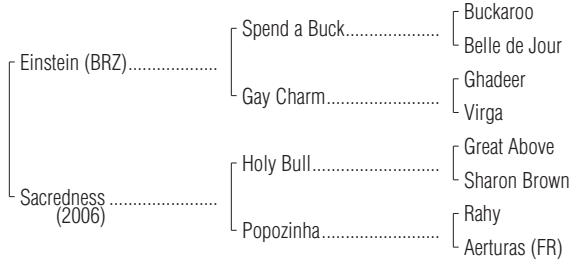 Buckaroo
Spend a Buck
Belle de Jour
Einstein (BRZ)
Ghadeer
Gay Charm
Virga
Great Above
Holy Bull
Sharon Brown
Sacredness
(2006)
Rahy
Popozinha
Aerturas (FR)